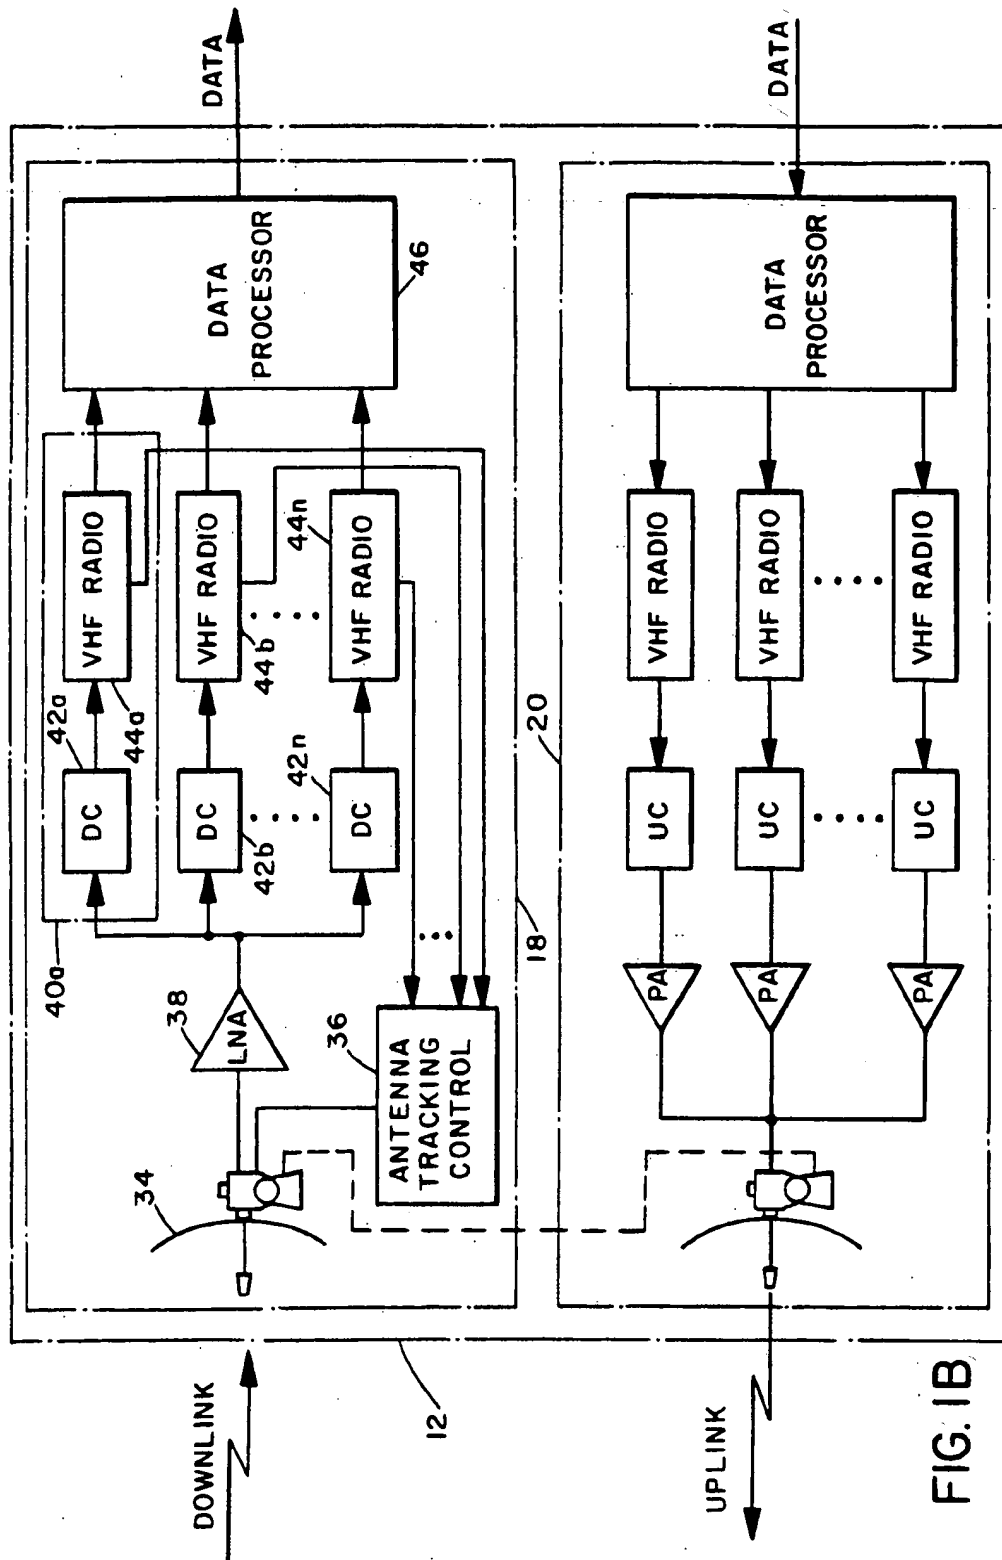 DOWNLINK
34
38
LNA
40a
DC
42a
VHF RADIO
44a
DC
42b
VHF RADIO
44b
DC
42n
VHF RADIO
44n
DATA
PROCESSOR
46
DATA
36
ANTENNA
TRACKING
CONTROL
18
12
20
UPLINK
PA
UC
VHF RADIO
PA
UC
VHF RADIO
PA
UC
VHF RADIO
DATA
PROCESSOR
DATA
FIG. 1B